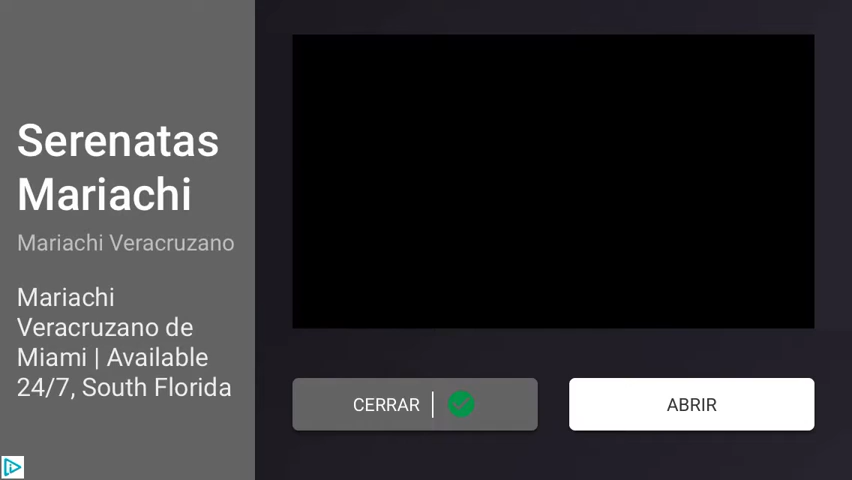 Serenatas
Mariachi
Mariachi Veracruzano
Mariachi
Veracruzano de
Miami | Available
24/7, South Florida
CERRAR |
ABRIR